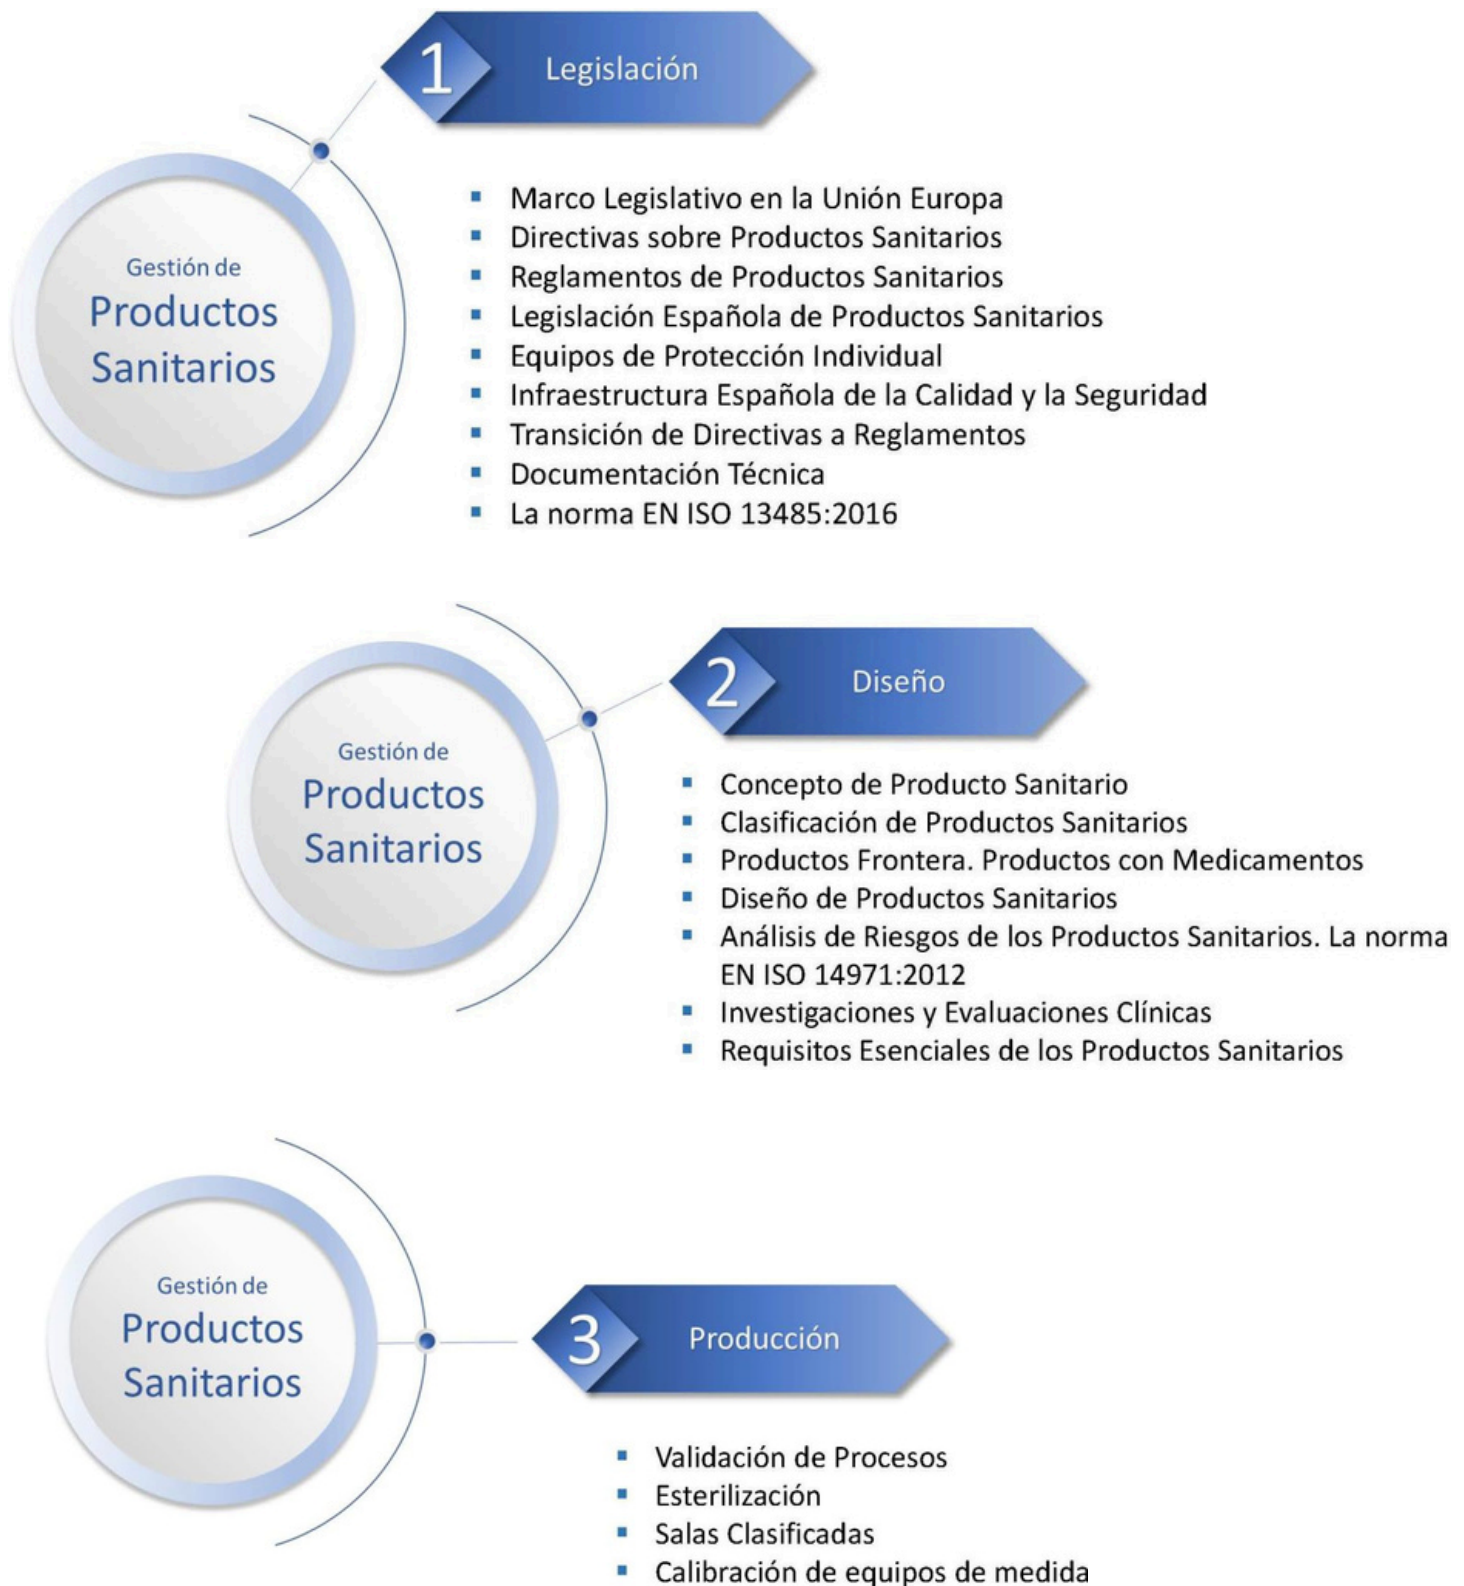 1
Legislación
Gestión de
Productos
Sanitarios
Marco Legislativo en la Unión Europa
Directivas sobre Productos Sanitarios
Reglamentos de Productos Sanitarios
Legislación Española de Productos Sanitarios
Equipos de Protección Individual
Infraestructura Española de la Calidad y la Seguridad
Transición de Directivas a Reglamentos
Documentación Técnica
La norma EN ISO 13485:2016
2
Diseño
Gestión de
Productos
Sanitarios
Concepto de Producto Sanitario
Clasificación de Productos Sanitarios
Productos Frontera. Productos con Medicamentos
Diseño de Productos Sanitarios
Análisis de Riesgos de los Productos Sanitarios. La norma
EN ISO 14971:2012
Investigaciones y Evaluaciones Clínicas
Requisitos Esenciales de los Productos Sanitarios
Gestión de
Productos
Sanitarios
3
Producción
Validación de Procesos
Esterilización
Salas Clasificadas
Calibración de equipos de medida